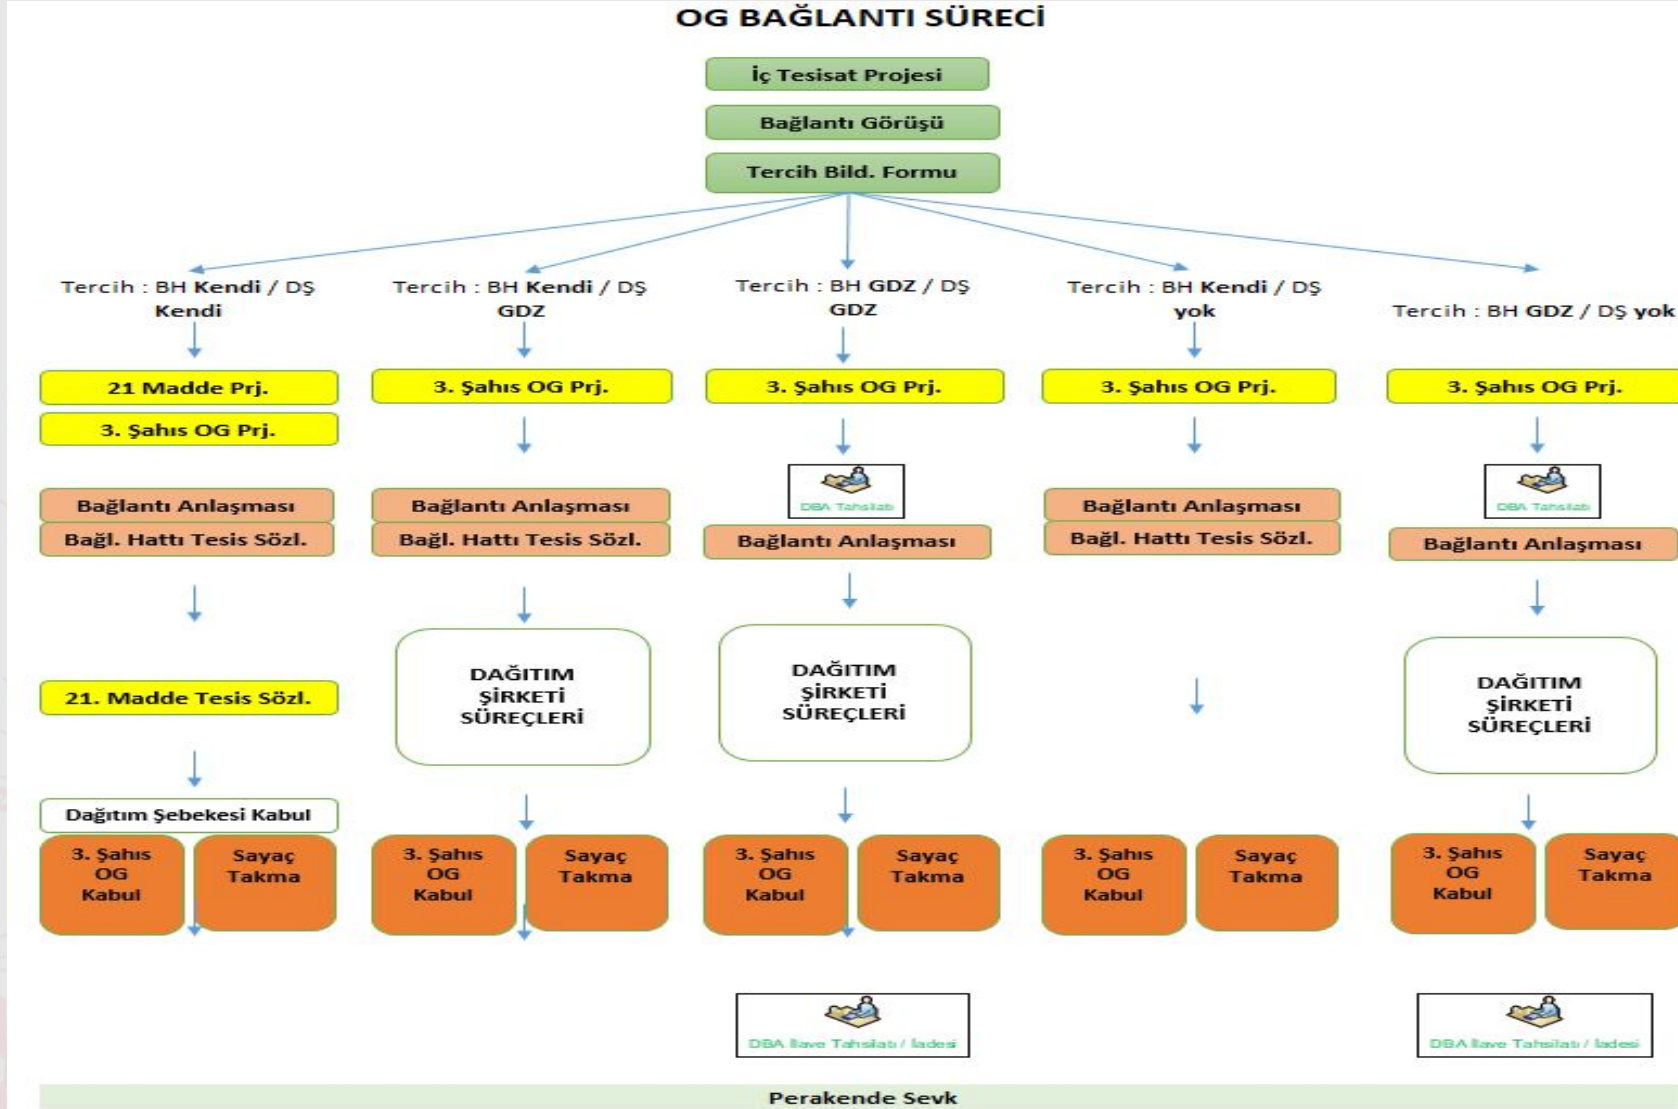 OG BAĞLANTI SÜRECİ
İç Tesisat Projesi
Bağlantı Görüşü
Tercih Bild. Formu
Tercih : BH Kendi / DŞ
Kendi
21 Madde Prj.
3. Şahıs OG Prj.
Bağlantı Anlaşması
Bağl. Hattı Tesis Sözl.
21. Madde Tesis Sözl.
Dağıtım Şebekesi Kabul
3. Şahıs
OG
Kabul
Sayaç
Takma
Tercih : BH Kendi / DŞ
GDZ
3. Şahıs OG Prj.
Bağlantı Anlaşması
Bağl. Hattı Tesis Sözl.
DAĞITIM
ŞİRKETİ
SÜREÇLERİ
3. Şahıs
OG
Kabul
Sayaç
Takma
Tercih : BH GDZ / DŞ
GDZ
3. Şahıs OG Prj.
DBA Tahsilatı
Bağlantı Anlaşması
DAĞITIM
ŞİRKETİ
SÜREÇLERİ
3. Şahıs
OG
Kabul
Sayaç
Takma
DBA İlave Tahsilatı / İadesi
Tercih : BH Kendi / DŞ
yok
3. Şahıs OG Prj.
Bağlantı Anlaşması
Bağl. Hattı Tesis Sözl.
3. Şahıs
OG
Kabul
Sayaç
Takma
Tercih : BH GDZ / DŞ yok
3. Şahıs OG Prj.
DBA Tahsilatı
Bağlantı Anlaşması
DAĞITIM
ŞİRKETİ
SÜREÇLERİ
3. Şahıs
OG
Kabul
Sayaç
Takma
DBA İlave Tahsilatı / İadesi
Perakende Sevk